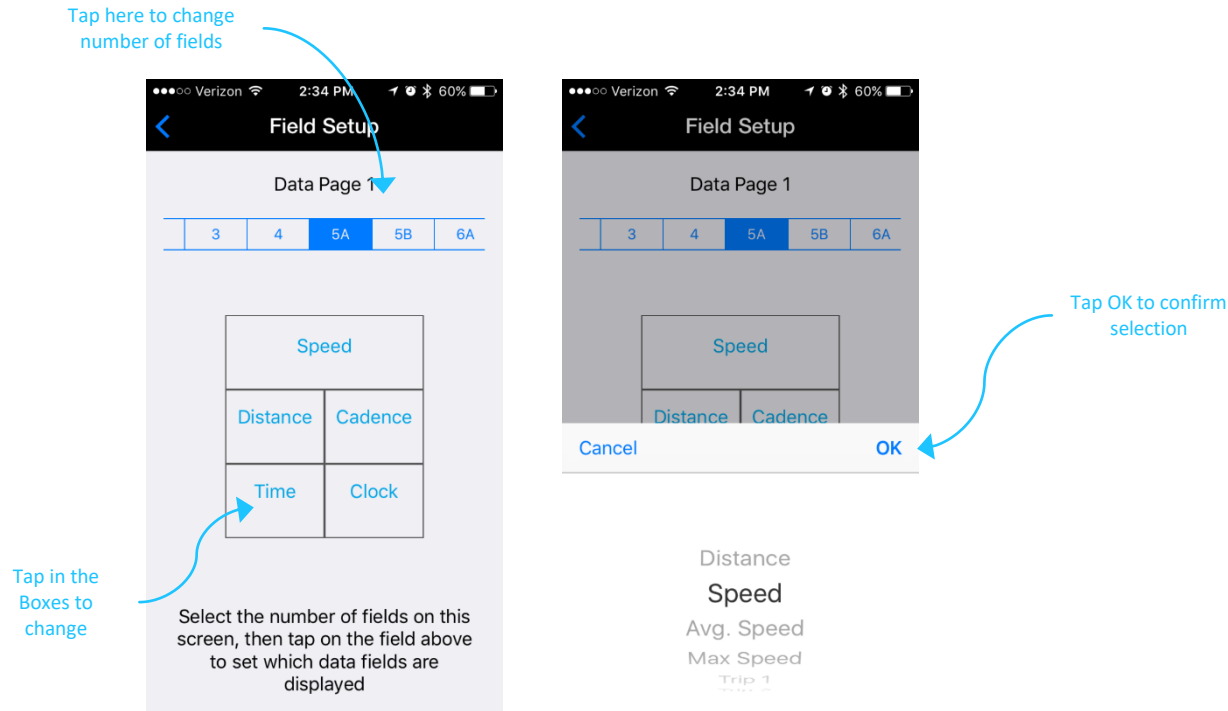 Tap here to change
number of fields
●●●○○ Verizon 2:34 PM 60%
Field Setup
Data Page 1
3 4 5A 5B 6A
Speed
Distance Cadence
Time Clock
Tap in the
Boxes to
change
Select the number of fields on this
screen, then tap on the field above
to set which data fields are
displayed
●●●○○ Verizon 2:34 PM 60%
Field Setup
Data Page 1
3 4 5A 5B 6A
Speed
Distance Cadence
Cancel OK
Tap OK to confirm
selection
Distance
Speed
Avg. Speed
Max Speed
Trip 1